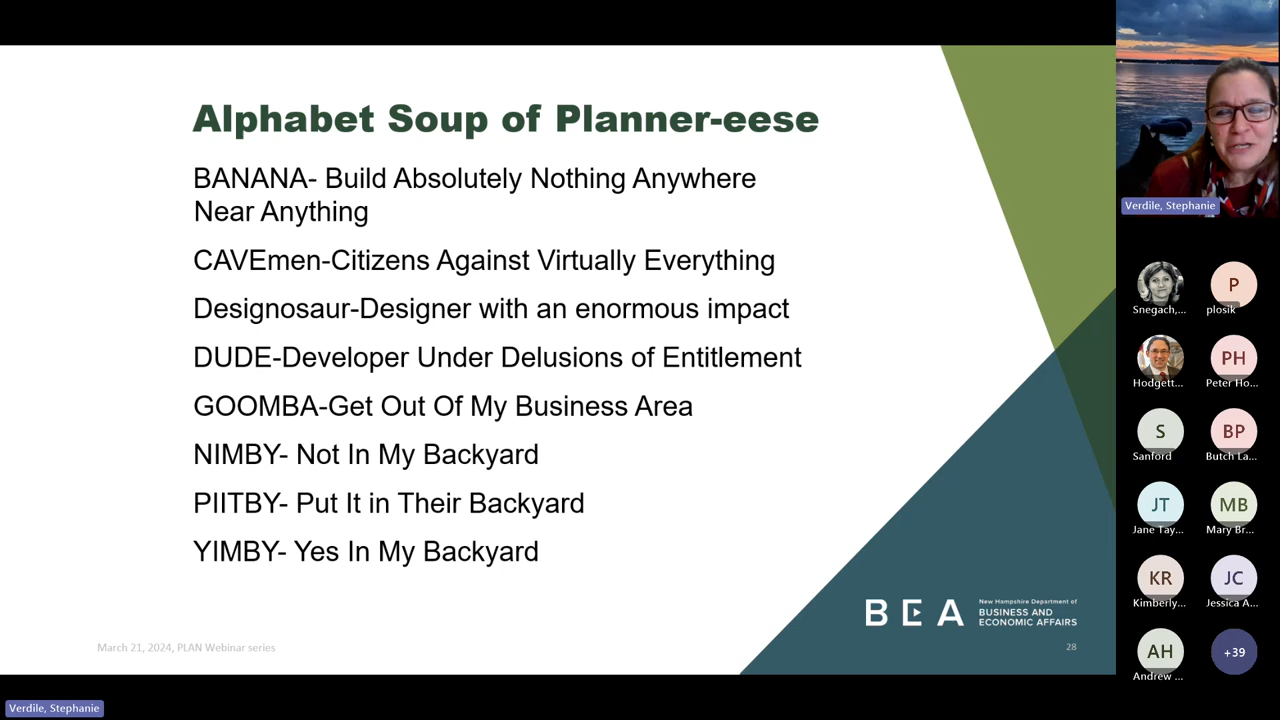 Alphabet Soup of Planner-eese
BANANA- Build Absolutely Nothing Anywhere
Near Anything
CAVEmen-Citizens Against Virtually Everything
Designosaur-Designer with an enormous impact
DUDE-Developer Under Delusions of Entitlement
GOOMBA-Get Out Of My Business Area
NIMBY- Not In My Backyard
PIITBY- Put It in Their Backyard
YIMBY- Yes In My Backyard
BEA
New Hampshire Department of
BUSINESS AND
ECONOMIC AFFAIRS
March 21, 2024, PLAN Webinar series
28
Verdile, Stephanie
Snegach,...
P
plosik
Hodgett...
PH
Peter Ho...
S
Sanford
BP
Butch La...
JT
Jane Tay...
MB
Mary Br...
KR
Kimberly...
JC
Jessica A...
AH
Andrew ...
+39
Verdile, Stephanie